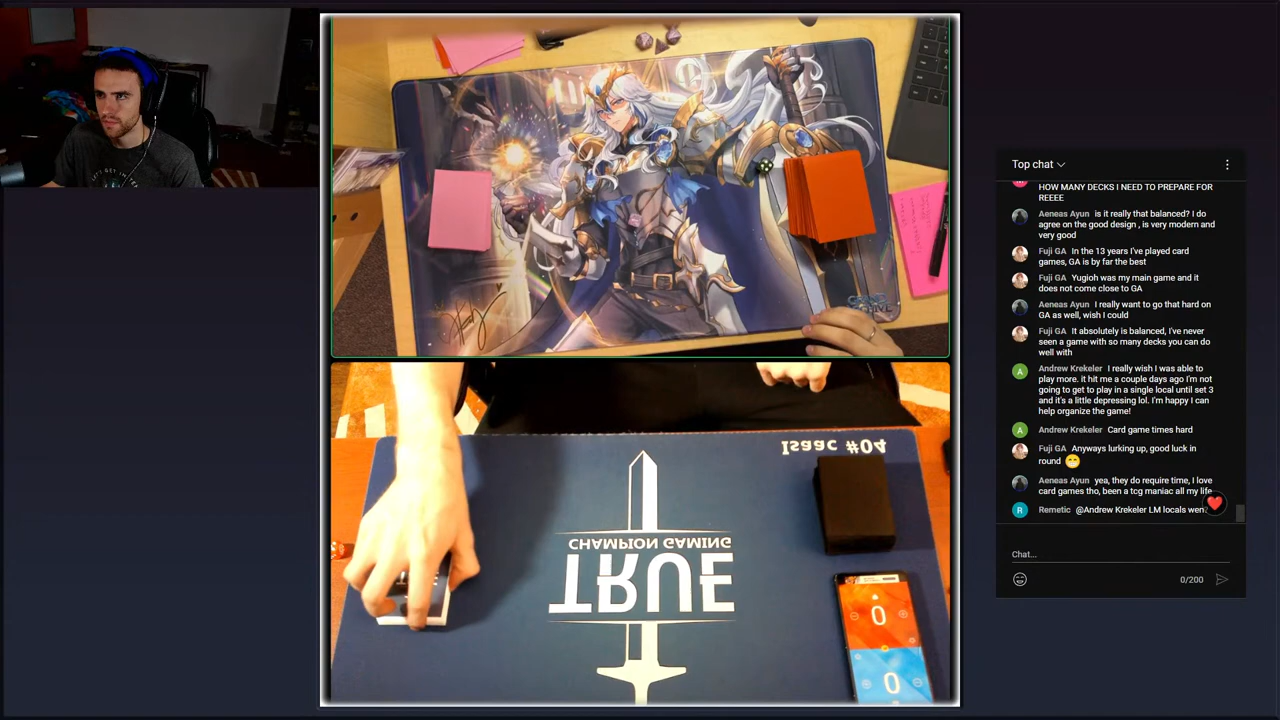 Top chat
HOW MANY DECKS I NEED TO PREPARE FOR
REEEE
Aeneas Ayun is it really that balanced? I do
agree on the good design , is very modern and
very good
Fuji GA In the 13 years I've played card
games, GA is by far the best
Fuji GA Yugioh was my main game and it
does not come close to GA
Aeneas Ayun I really want to go that hard on
GA as well, wish I could
Fuji GA It absolutely is balanced, I've never
seen a game with so many decks you can do
well with
A
Andrew Krekeler I really wish I was able to
play more. it hit me a couple days ago I'm not
going to get to play in a single local until set 3
and it's a little depressing lol. I'm happy I can
help organize the game!
A
Andrew Krekeler Card game times hard
Fuji GA Anyways lurking up, good luck in
round 😁
Aeneas Ayun yea, they do require time, I love
card games tho, been a tcg maniac all my life
R
Remetic @Andrew Krekeler LM locals wen?
Chat...
0/200
Isaac #04
CHAMPION GAMING
TRUE
0
0